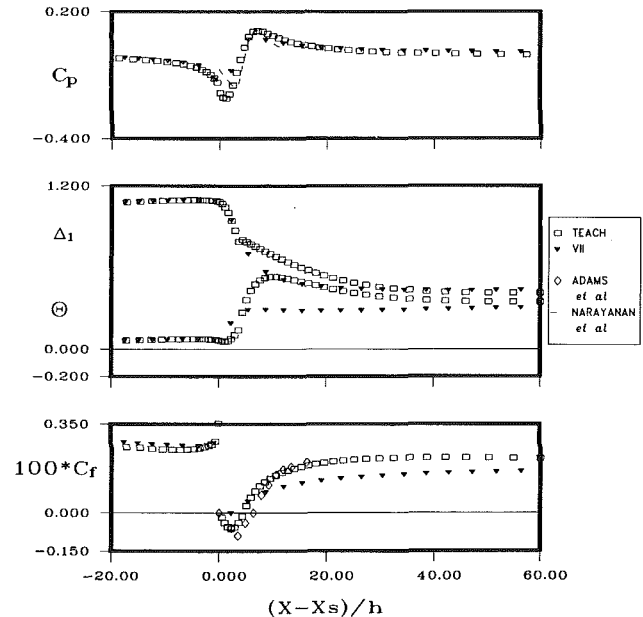 0.200
Cp
-0.400
1.200
Δ1
Θ
0.000
-0.200
TEACH
VII
ADAMS
et al
NARAYANAN
et al
0.350
100*Cf
0.000
-0.150
-20.00
0.000
20.00
40.00
60.00
(X-Xs)/h